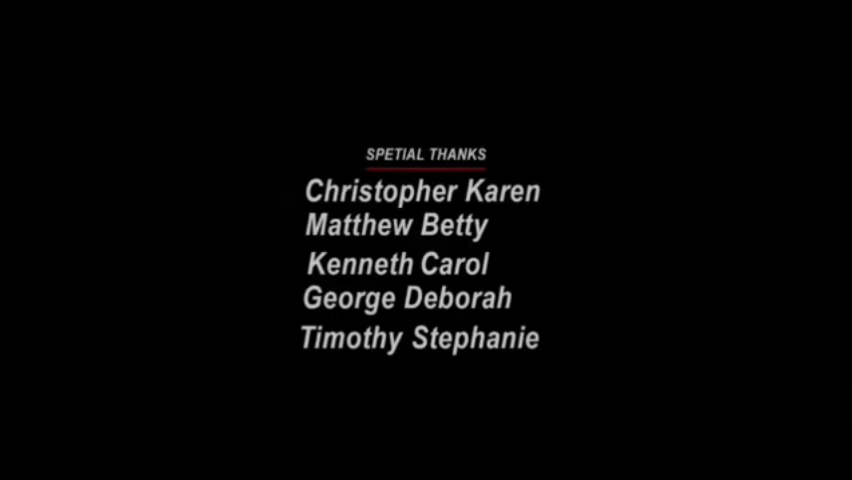 SPETIAL THANKS
Christopher Karen
Matthew Betty
Kenneth Carol
George Deborah
Timothy Stephanie